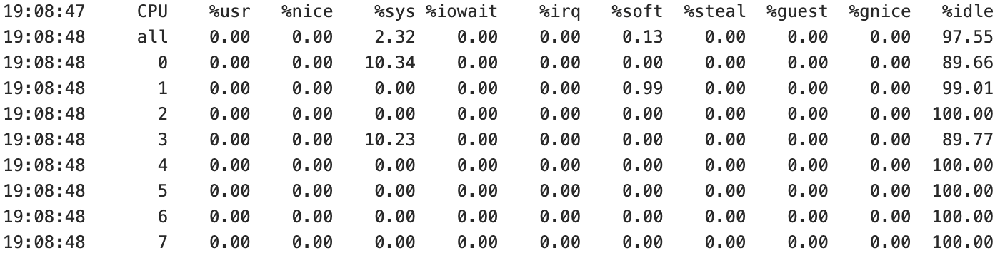 19:08:47     CPU    %usr   %nice    %sys %iowait    %irq   %soft  %steal  %guest  %gnice   %idle
19:08:48     all    0.00    0.00    2.32    0.00    0.00    0.13    0.00    0.00    0.00   97.55
19:08:48       0    0.00    0.00   10.34    0.00    0.00    0.00    0.00    0.00    0.00   89.66
19:08:48       1    0.00    0.00    0.00    0.00    0.00    0.99    0.00    0.00    0.00   99.01
19:08:48       2    0.00    0.00    0.00    0.00    0.00    0.00    0.00    0.00    0.00  100.00
19:08:48       3    0.00    0.00   10.23    0.00    0.00    0.00    0.00    0.00    0.00   89.77
19:08:48       4    0.00    0.00    0.00    0.00    0.00    0.00    0.00    0.00    0.00  100.00
19:08:48       5    0.00    0.00    0.00    0.00    0.00    0.00    0.00    0.00    0.00  100.00
19:08:48       6    0.00    0.00    0.00    0.00    0.00    0.00    0.00    0.00    0.00  100.00
19:08:48       7    0.00    0.00    0.00    0.00    0.00    0.00    0.00    0.00    0.00  100.00